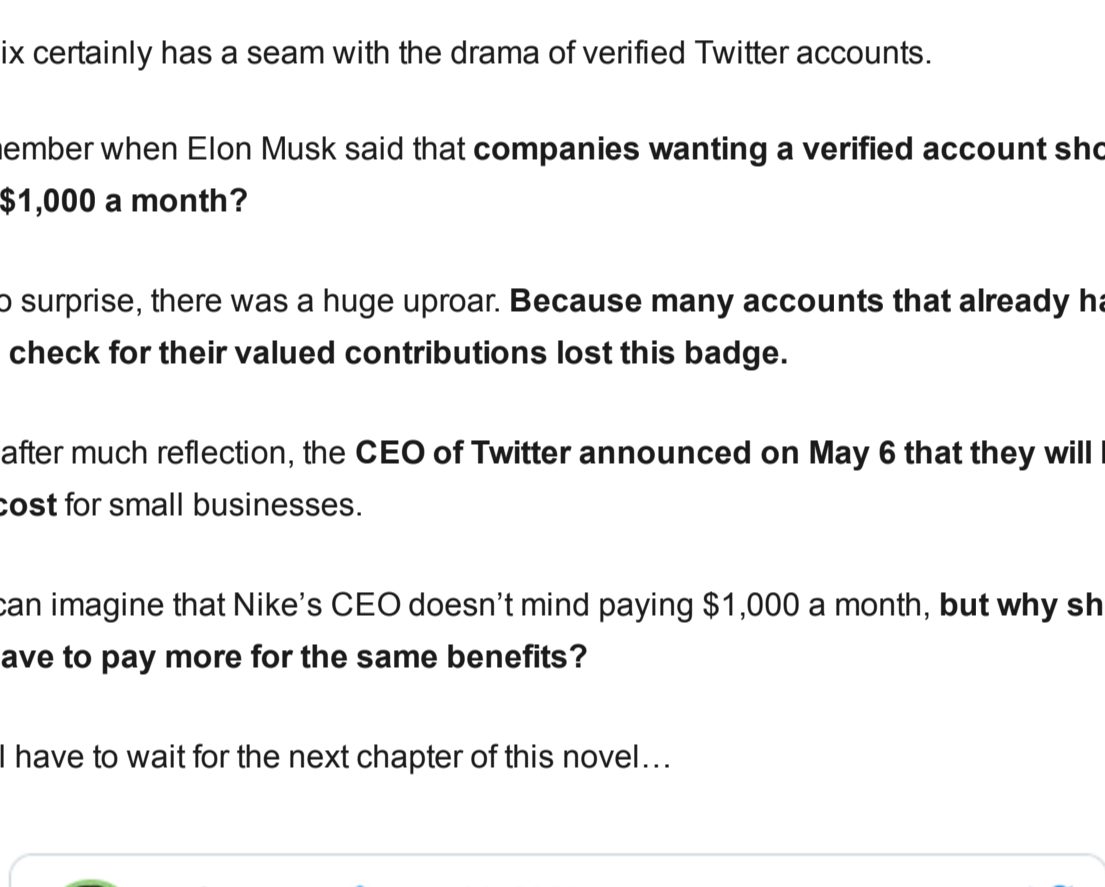 ix certainly has a seam with the drama of verified Twitter accounts.
ember when Elon Musk said that companies wanting a verified account sho
$1,000 a month?
o surprise, there was a huge uproar. Because many accounts that already ha
check for their valued contributions lost this badge.
after much reflection, the CEO of Twitter announced on May 6 that they will
cost for small businesses.
can imagine that Nike’s CEO doesn’t mind paying $1,000 a month, but why sh
ave to pay more for the same benefits?
l have to wait for the next chapter of this novel…